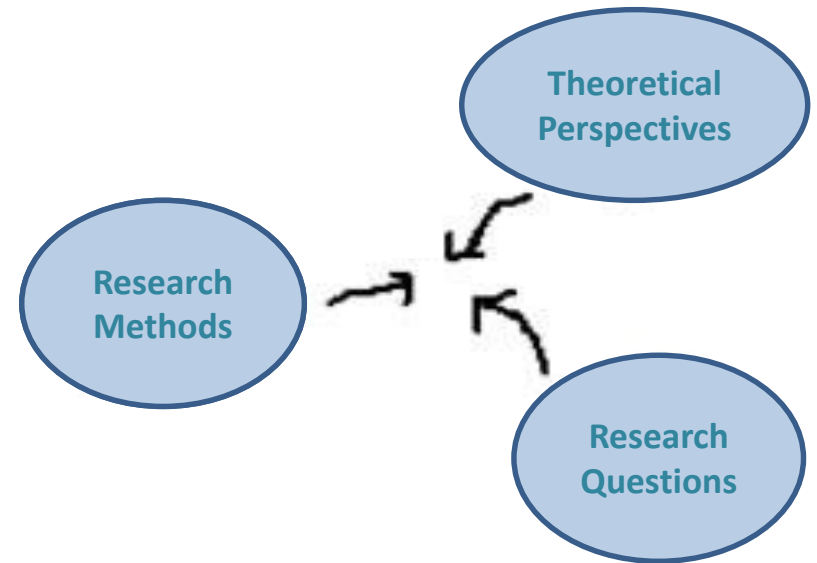 Theoretical
Perspectives
Research
Methods
Research
Questions